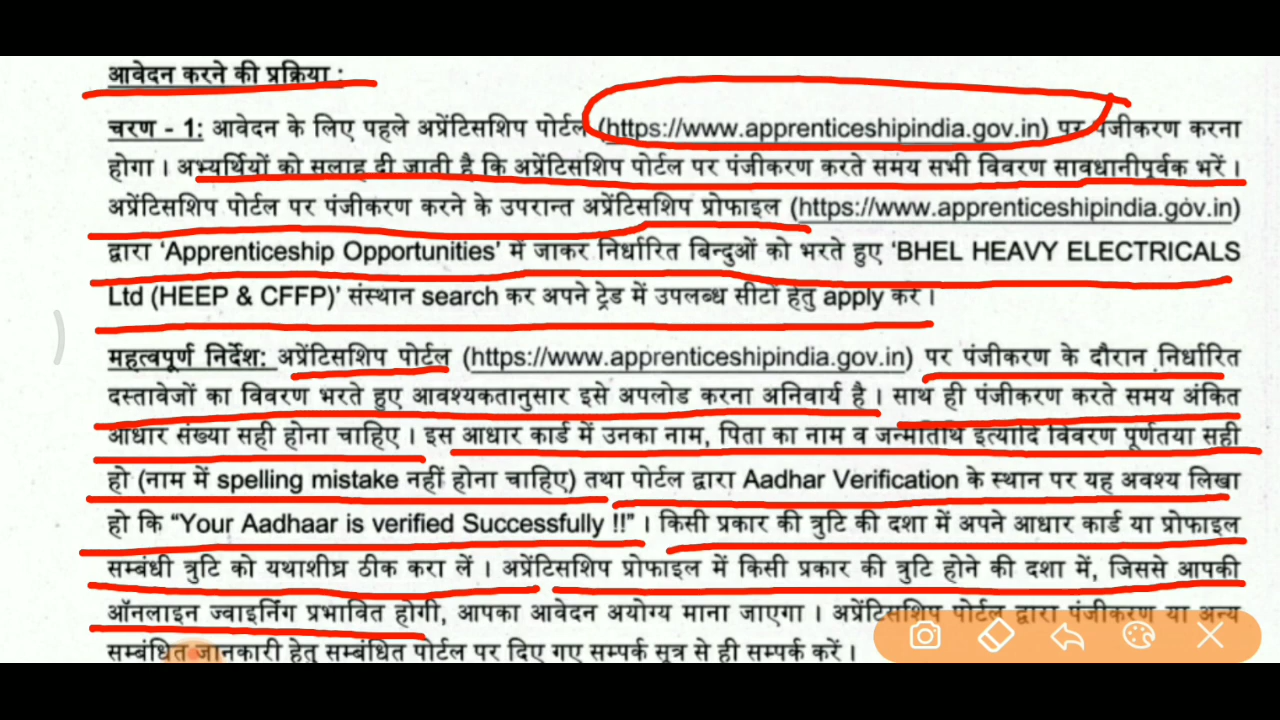 आवेदन करने की प्रक्रिया :
चरण - 1: आवेदन के लिए पहले अप्रेंटिसशिप पोर्टल (https://www.apprenticeshipindia.gov.in) पर पंजीकरण करना
होगा । अभ्यर्थियों को सलाह दी जाती है कि अप्रेंटिसशिप पोर्टल पर पंजीकरण करते समय सभी विवरण सावधानीपूर्वक भरें ।
अप्रेंटिसशिप पोर्टल पर पंजीकरण करने के उपरान्त अप्रेंटिसशिप प्रोफाइल (https://www.apprenticeshipindia.gov.in)
द्वारा ‘Apprenticeship Opportunities’ में जाकर निर्धारित बिन्दुओं को भरते हुए ‘BHEL HEAVY ELECTRICALS
Ltd (HEEP & CFFP)’ संस्थान search कर अपने ट्रेड में उपलब्ध सीटों हेतु apply करें ।
महत्वपूर्ण निर्देश: अप्रेंटिसशिप पोर्टल (https://www.apprenticeshipindia.gov.in) पर पंजीकरण के दौरान निर्धारित
दस्तावेजों का विवरण भरते हुए आवश्यकतानुसार इसे अपलोड करना अनिवार्य है । साथ ही पंजीकरण करते समय अंकित
आधार संख्या सही होना चाहिए । इस आधार कार्ड में उनका नाम, पिता का नाम व जन्मतिथि इत्यादि विवरण पूर्णतया सही
हो (नाम में spelling mistake नहीं होना चाहिए) तथा पोर्टल द्वारा Aadhar Verification के स्थान पर यह अवश्य लिखा
हो कि “Your Aadhaar is verified Successfully !!” । किसी प्रकार की त्रुटि की दशा में अपने आधार कार्ड या प्रोफाइल
सम्बंधी त्रुटि को यथाशीघ्र ठीक करा लें । अप्रेंटिसशिप प्रोफाइल में किसी प्रकार की त्रुटि होने की दशा में, जिससे आपकी
ऑनलाइन ज्वाइनिंग प्रभावित होगी, आपका आवेदन अयोग्य माना जाएगा । अप्रेंटिसशिप पोर्टल द्वारा पंजीकरण या अन्य
सम्बंधित जानकारी हेतु सम्बंधित पोर्टल पर दिए गए सम्पर्क सूत्र से ही सम्पर्क करें ।